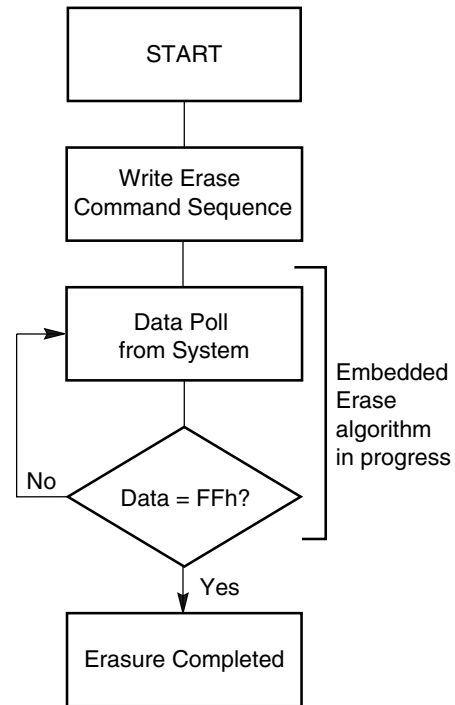 START
Write Erase
Command Sequence
Data Poll
from System
Embedded
Erase
algorithm
in progress
No
Data = FFh?
Yes
Erasure Completed